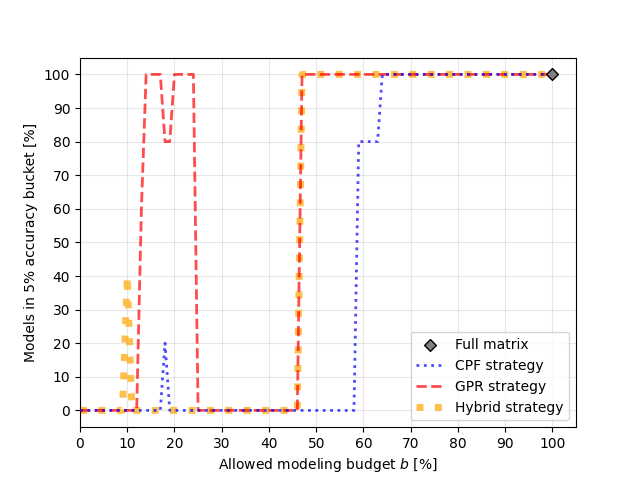 100
90
80
70
60
50
40
30
20
10
0
Models in 5% accuracy bucket [%]
Full matrix
CPF strategy
GPR strategy
Hybrid strategy
0 10 20 30 40 50 60 70 80 90 100
Allowed modeling budget b [%]